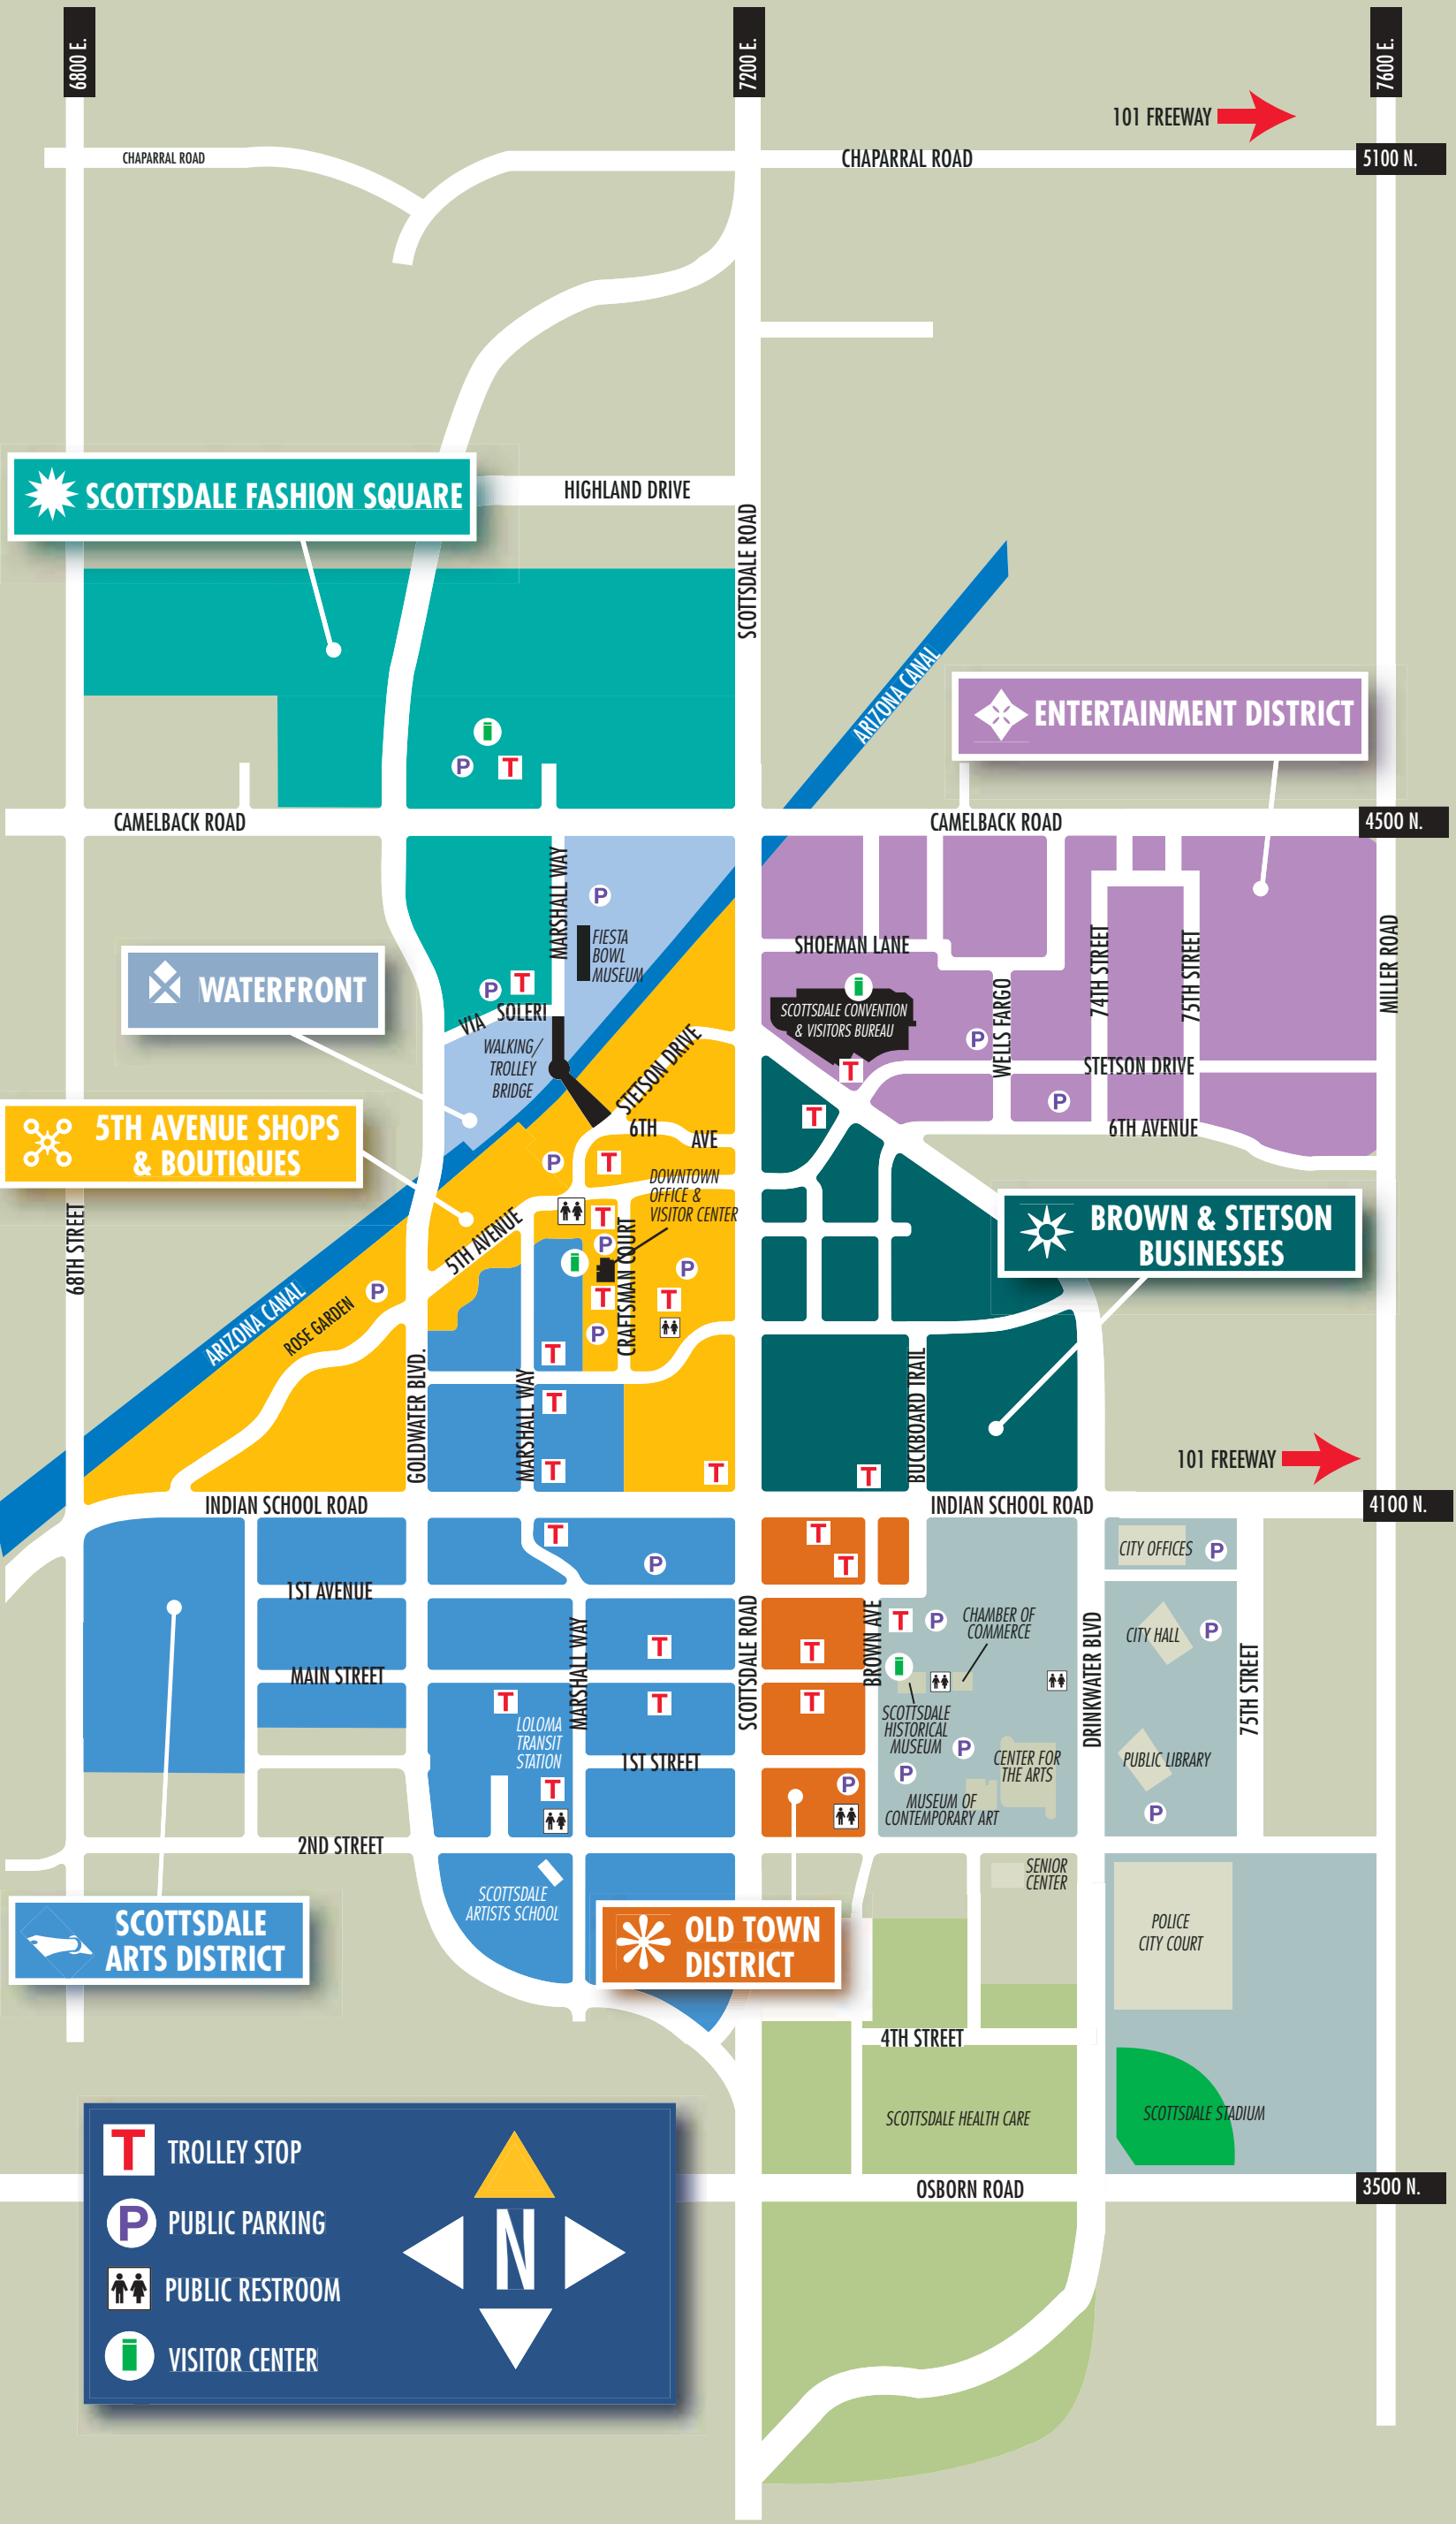 6800 E.
7200 E.
7600 E.
101 FREEWAY
CHAPARRAL ROAD
CHAPARRAL ROAD
5100 N.
SCOTTSDALE FASHION SQUARE
HIGHLAND DRIVE
SCOTTSDALE ROAD
ARIZONA CANAL
ENTERTAINMENT DISTRICT
P
T
CAMELBACK ROAD
CAMELBACK ROAD
4500 N.
MARSHALL WAY
P
FIESTA
BOWL
MUSEUM
SHOEMAN LANE
74TH STREET
75TH STREET
MILLER ROAD
WATERFRONT
P
T
VIA SOLERI
SCOTTSDALE CONVENTION
& VISITORS BUREAU
WELLS FARGO
P
WALKING/
TROLLEY
BRIDGE
STETSON DRIVE
T
STETSON DRIVE
T
P
5TH AVENUE SHOPS
& BOUTIQUES
6TH AVE
6TH AVENUE
P
T
DOWNTOWN
OFFICE &
VISITOR CENTER
68TH STREET
5TH AVENUE
T
P
CRAFTSMAN COURT
P
BROWN & STETSON
BUSINESSES
ARIZONA CANAL
ROSE GARDEN
P
T
T
P
T
GOLDWATER BLVD.
MARSHALL WAY
T
T
T
T
BUCKBOARD TRAIL
101 FREEWAY
INDIAN SCHOOL ROAD
INDIAN SCHOOL ROAD
4100 N.
T
P
T
T
CITY OFFICES
P
1ST AVENUE
MARSHALL WAY
SCOTTSDALE ROAD
BROWN AVE
T
P
CHAMBER OF
COMMERCE
DRINKWATER BLVD
CITY HALL
P
75TH STREET
T
T
MAIN STREET
T
T
T
LOLOMA
TRANSIT
STATION
SCOTTSDALE
HISTORICAL
MUSEUM
P
CENTER FOR
THE ARTS
PUBLIC LIBRARY
1ST STREET
T
P
P
MUSEUM OF
CONTEMPORARY ART
P
2ND STREET
SCOTTSDALE
ARTISTS SCHOOL
SENIOR
CENTER
SCOTTSDALE
ARTS DISTRICT
OLD TOWN
DISTRICT
POLICE
CITY COURT
4TH STREET
SCOTTSDALE HEALTH CARE
SCOTTSDALE STADIUM
OSBORN ROAD
3500 N.
T TROLLEY STOP
P PUBLIC PARKING
PUBLIC RESTROOM
i VISITOR CENTER
N